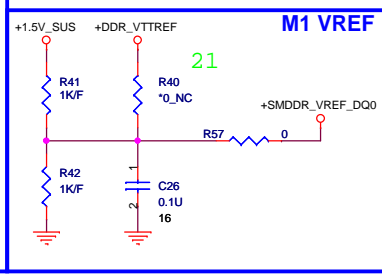 M1 VREF
+1.5V_SUS
+DDR_VTTREF
21
R41
1K/F
R40
*0_NC
+SMDDR_VREF_DQ0
R57
0
R42
1K/F
1
C26
0.1U
2
16